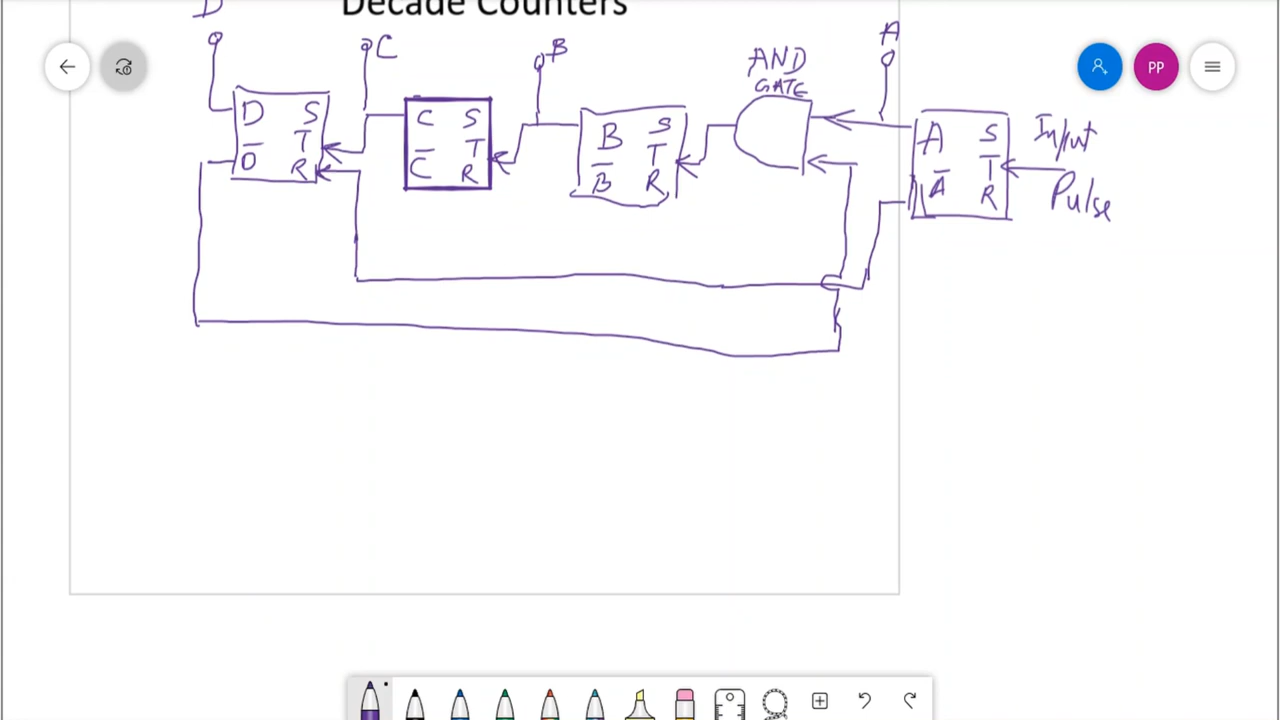 Decade Counters
D
C
B
AND
GATE
A
D S
T
D̅ R
C S
T
C̅ R
B S
T
B̅ R
A S
T
A̅ R
Input
Pulse
PP